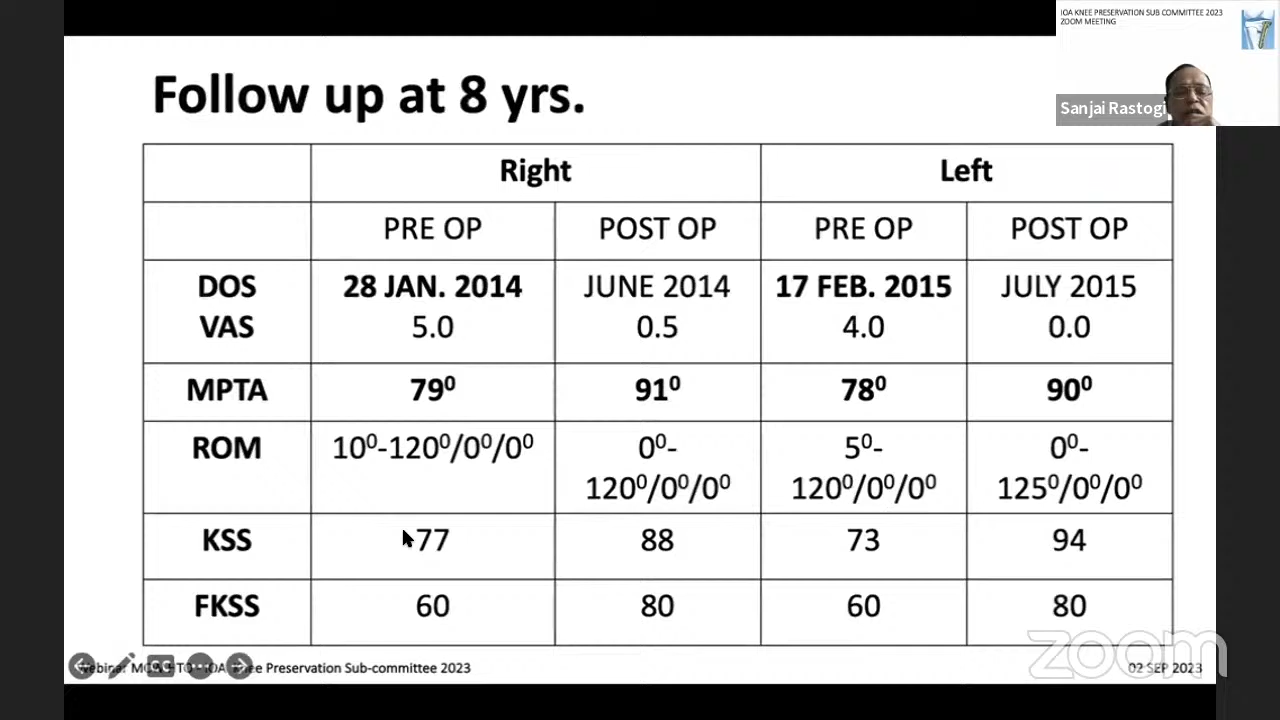 IOA KNEE PRESERVATION SUB COMMITTEE 2023
ZOOM MEETING
Sanjai Rastogi
Follow up at 8 yrs.
Right Left
PRE OP POST OP PRE OP POST OP
DOS 28 JAN. 2014 JUNE 2014 17 FEB. 2015 JULY 2015
VAS 5.0 0.5 4.0 0.0
MPTA 79⁰ 91⁰ 78⁰ 90⁰
ROM 10⁰-120⁰/0⁰/0⁰ 0⁰- 5⁰- 0⁰-
120⁰/0⁰/0⁰ 120⁰/0⁰/0⁰ 125⁰/0⁰/0⁰
KSS 77 88 73 94
FKSS 60 80 60 80
Preservation Sub-committee 2023 02 SEP 2023
zoom